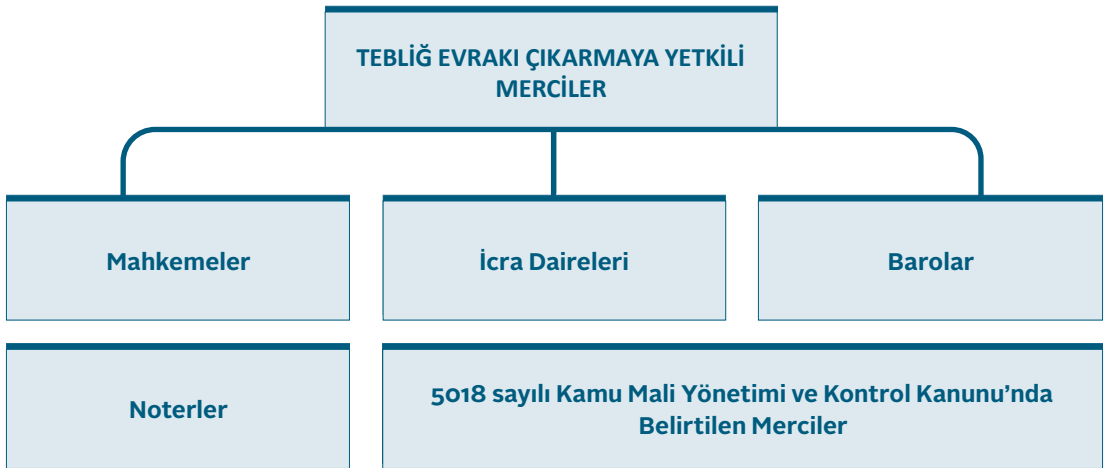 TEBLİĞ EVRAKI ÇIKARMAYA YETKİLİ
MERCİLER
Mahkemeler
İcra Daireleri
Barolar
Noterler
5018 sayılı Kamu Mali Yönetimi ve Kontrol Kanunu’nda
Belirtilen Merciler